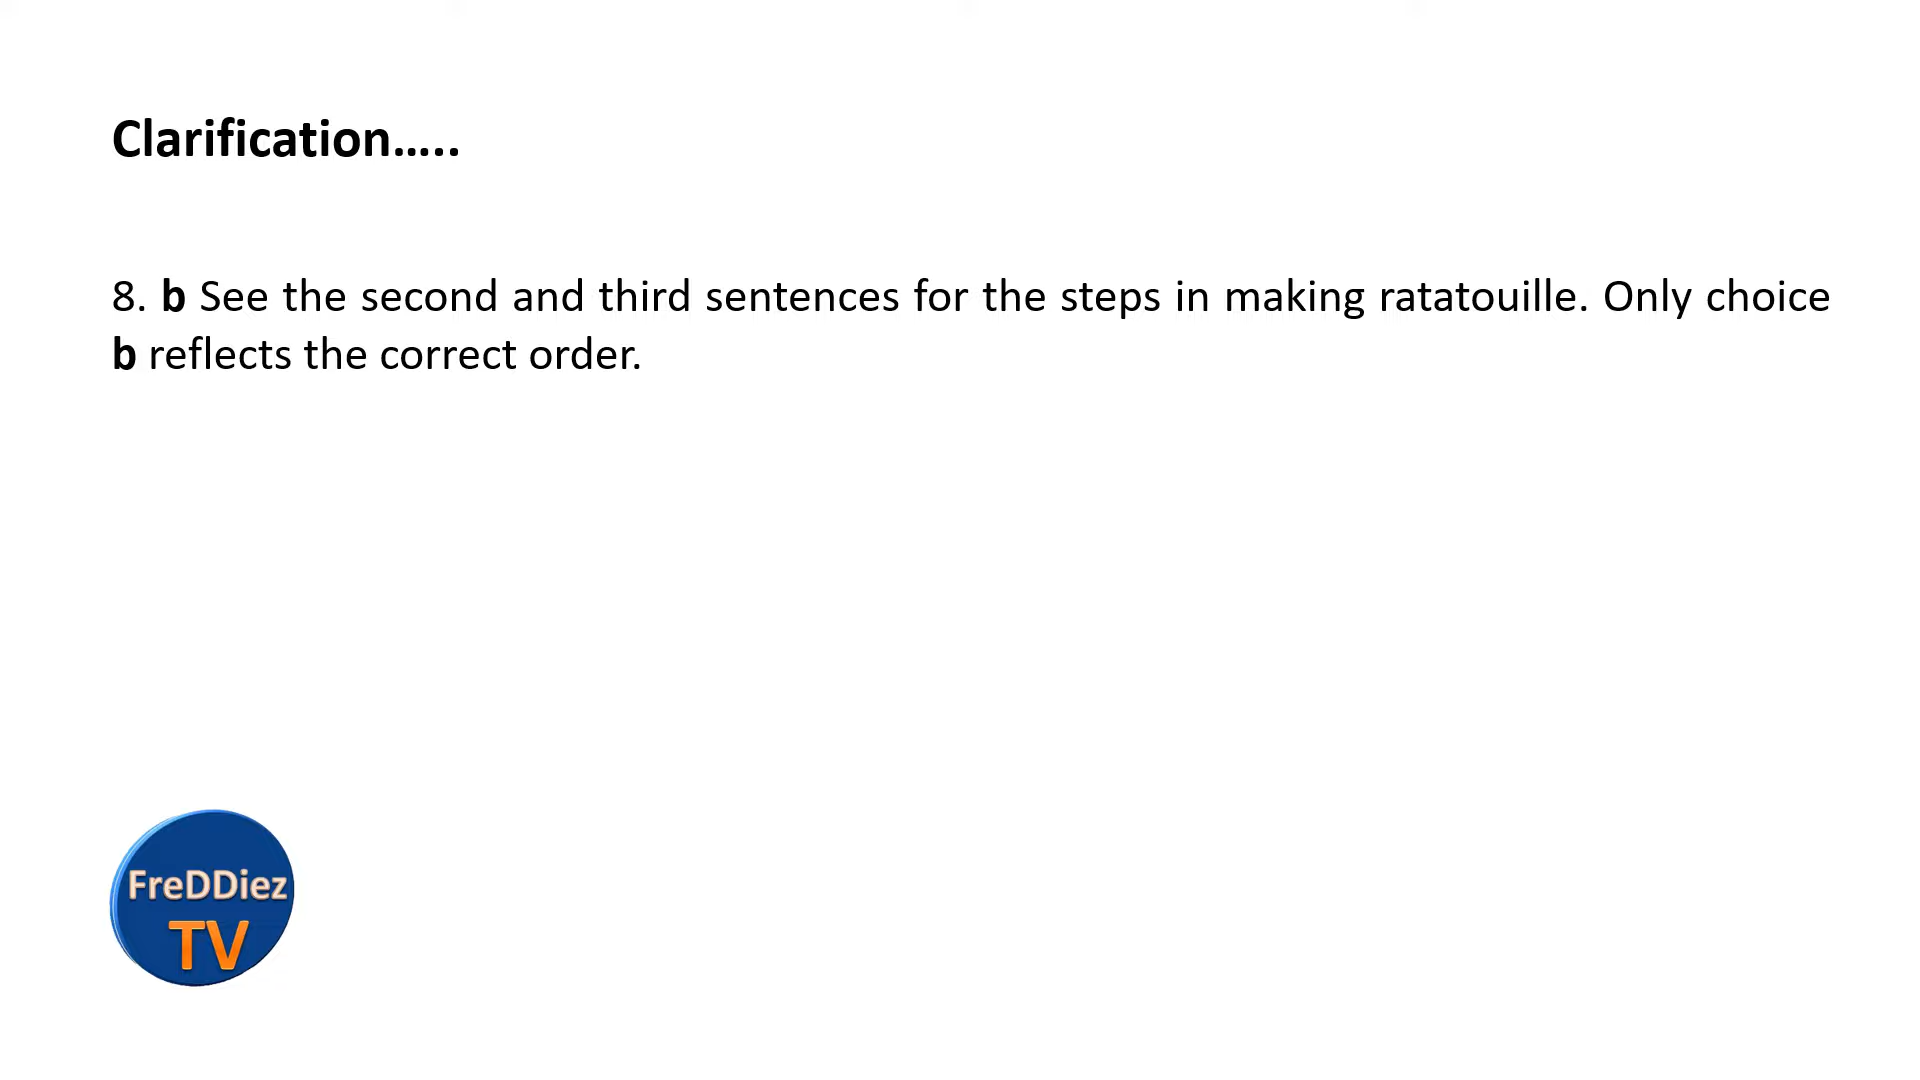 Clarification…..
8. b See the second and third sentences for the steps in making ratatouille. Only choice
b reflects the correct order.
FreDDiez
TV